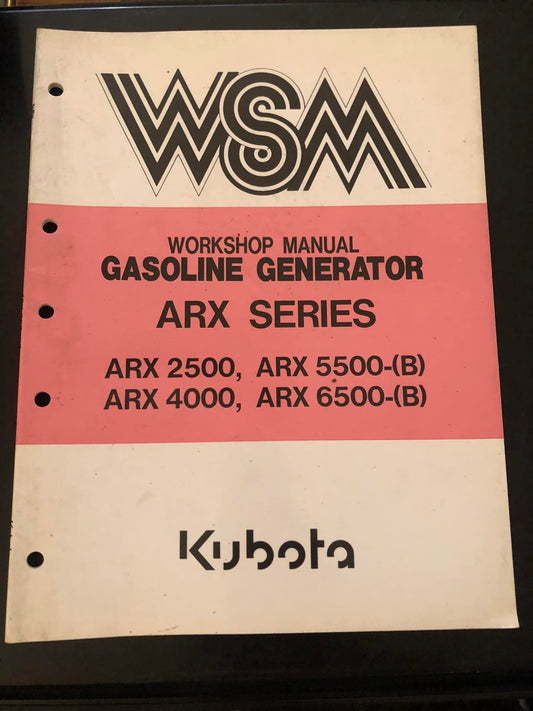 WSM
WORKSHOP MANUAL
GASOLINE GENERATOR
ARX SERIES
ARX 2500, ARX 5500-(B)
ARX 4000, ARX 6500-(B)
Kubota